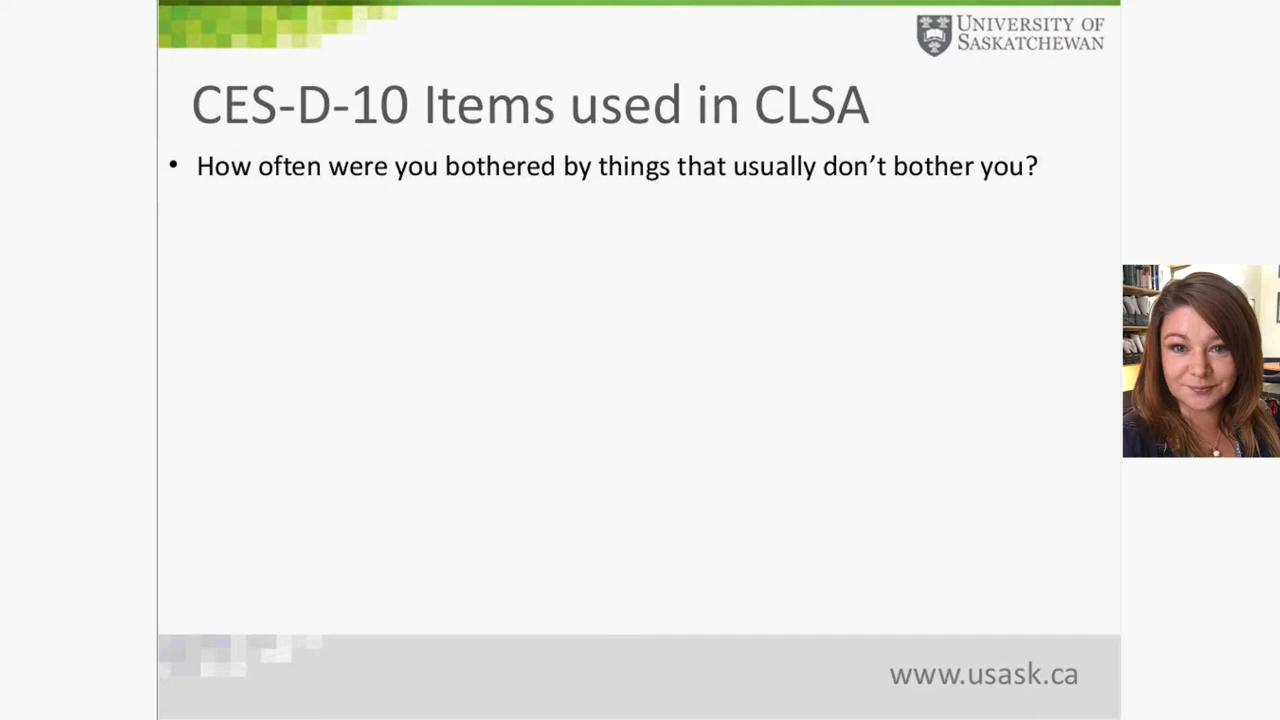 UNIVERSITY OF
SASKATCHEWAN
CES-D-10 Items used in CLSA
• How often were you bothered by things that usually don’t bother you?
www.usask.ca